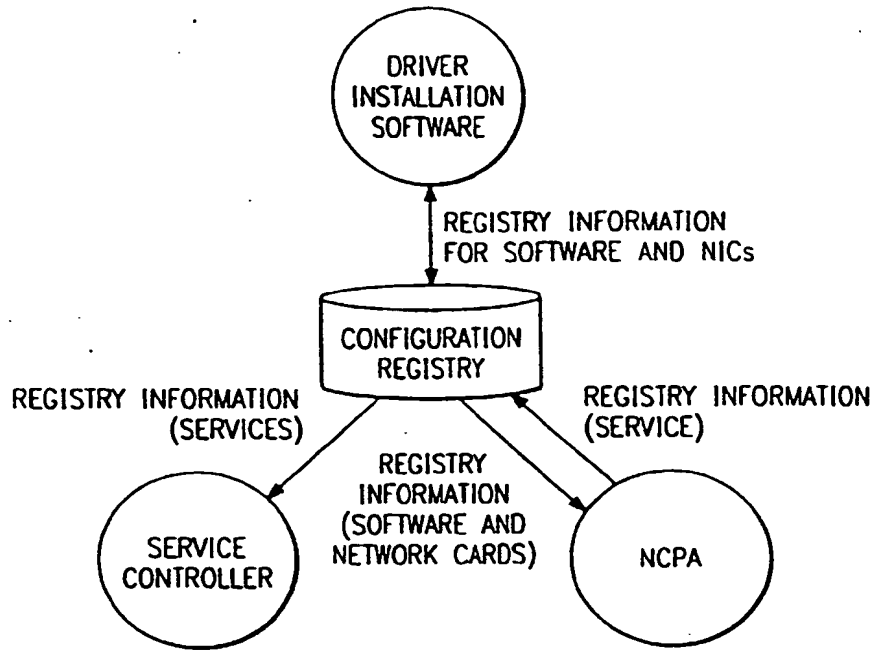 DRIVER
INSTALLATION
SOFTWARE
REGISTRY INFORMATION
FOR SOFTWARE AND NICs
CONFIGURATION
REGISTRY
REGISTRY INFORMATION
(SERVICES)
REGISTRY INFORMATION
(SERVICE)
REGISTRY
INFORMATION
(SOFTWARE AND
NETWORK CARDS)
SERVICE
CONTROLLER
NCPA